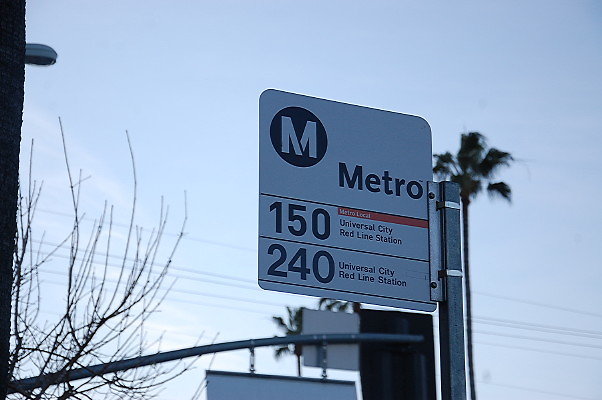 M
Metro
150
Metro Local
Universal City
Red Line Station
240
Universal City
Red Line Station